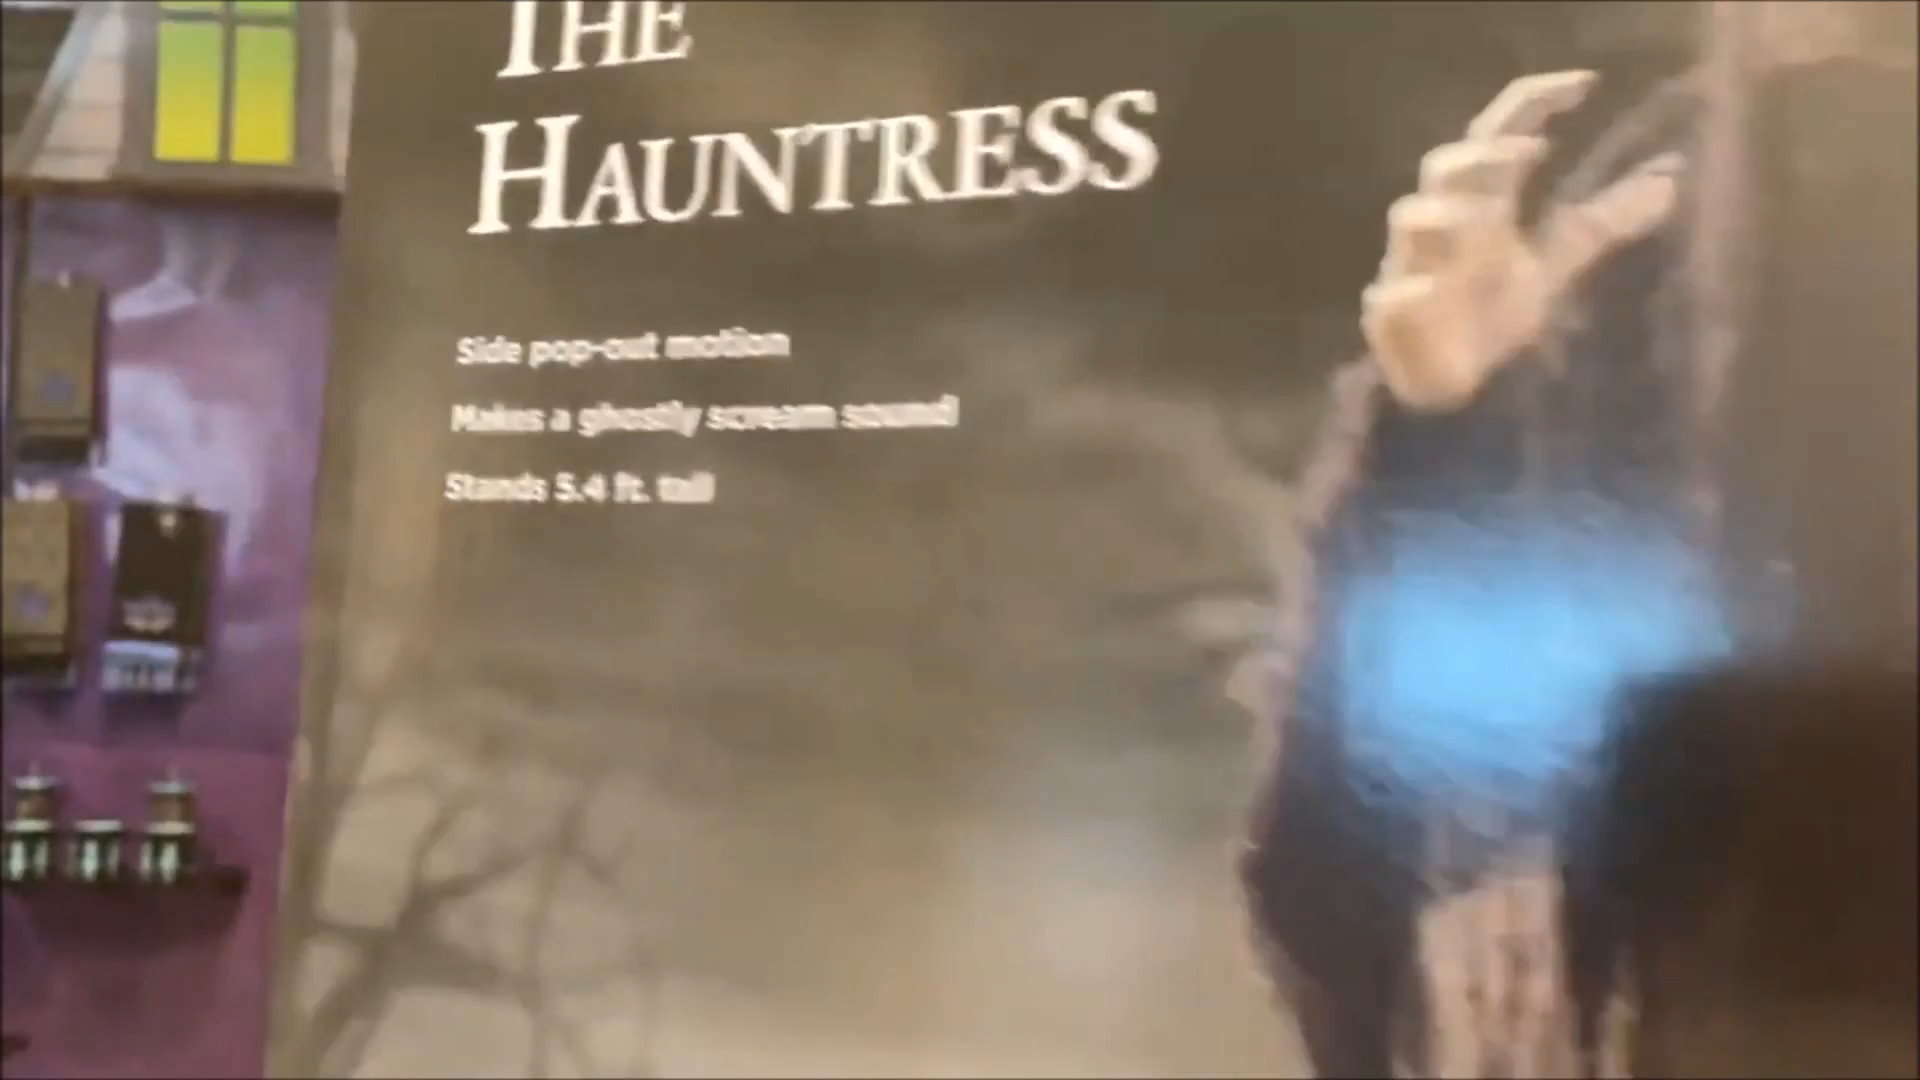 THE
HAUNTRESS
Side pop-out motion
Makes a ghostly scream sound
Stands 5.4 ft. tall